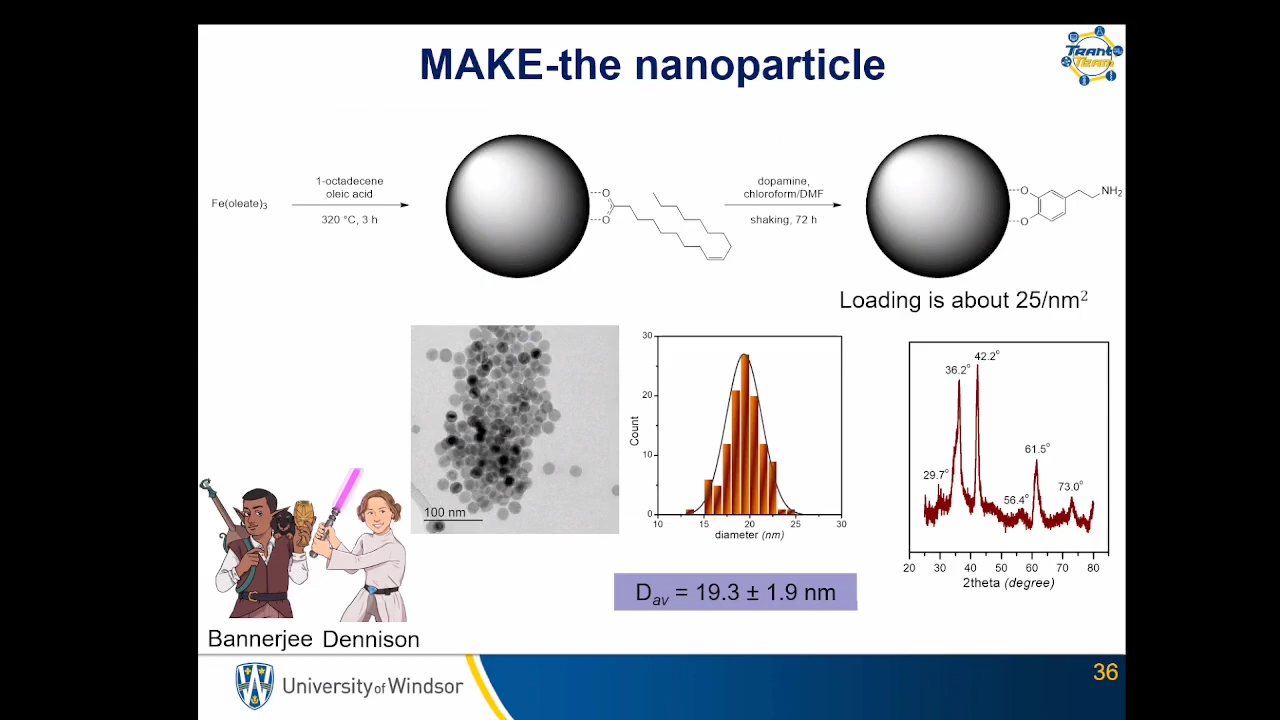 MAKE-the nanoparticle
TRANT
TEAM
Fe(oleate)₃
1-octadecene
oleic acid
320 °C, 3 h
O
O
dopamine,
chloroform/DMF
shaking, 72 h
O
O
NH₂
Loading is about 25/nm²
100 nm
30
20
10
0
Count
10 15 20 25 30
diameter (nm)
29.7°
36.2°
42.2°
56.4°
61.5°
73.0°
20 30 40 50 60 70 80
2theta (degree)
Dav = 19.3 ± 1.9 nm
Bannerjee Dennison
University of Windsor
36